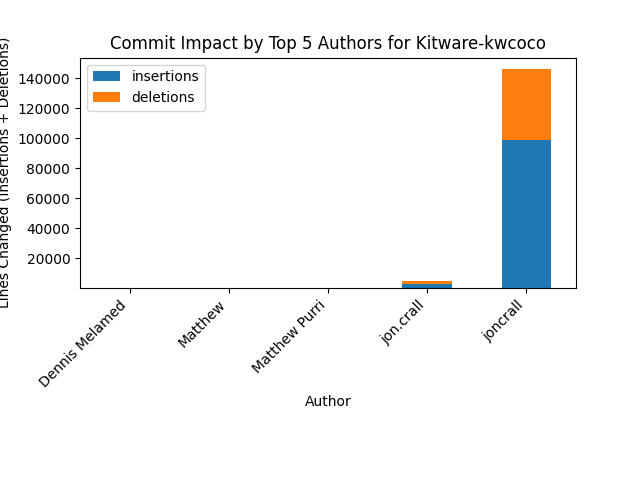 Commit Impact by Top 5 Authors for Kitware-kwcoco
Lines Changed (Insertions + Deletions)
insertions
deletions
140000
120000
100000
80000
60000
40000
20000
Dennis Melamed
Matthew
Matthew Purri
jon.crall
joncrall
Author